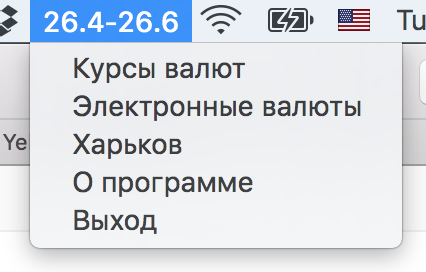 26.4-26.6
Tu
Курсы валют
Электронные валюты
Ye
Харьков
О программе
Выход